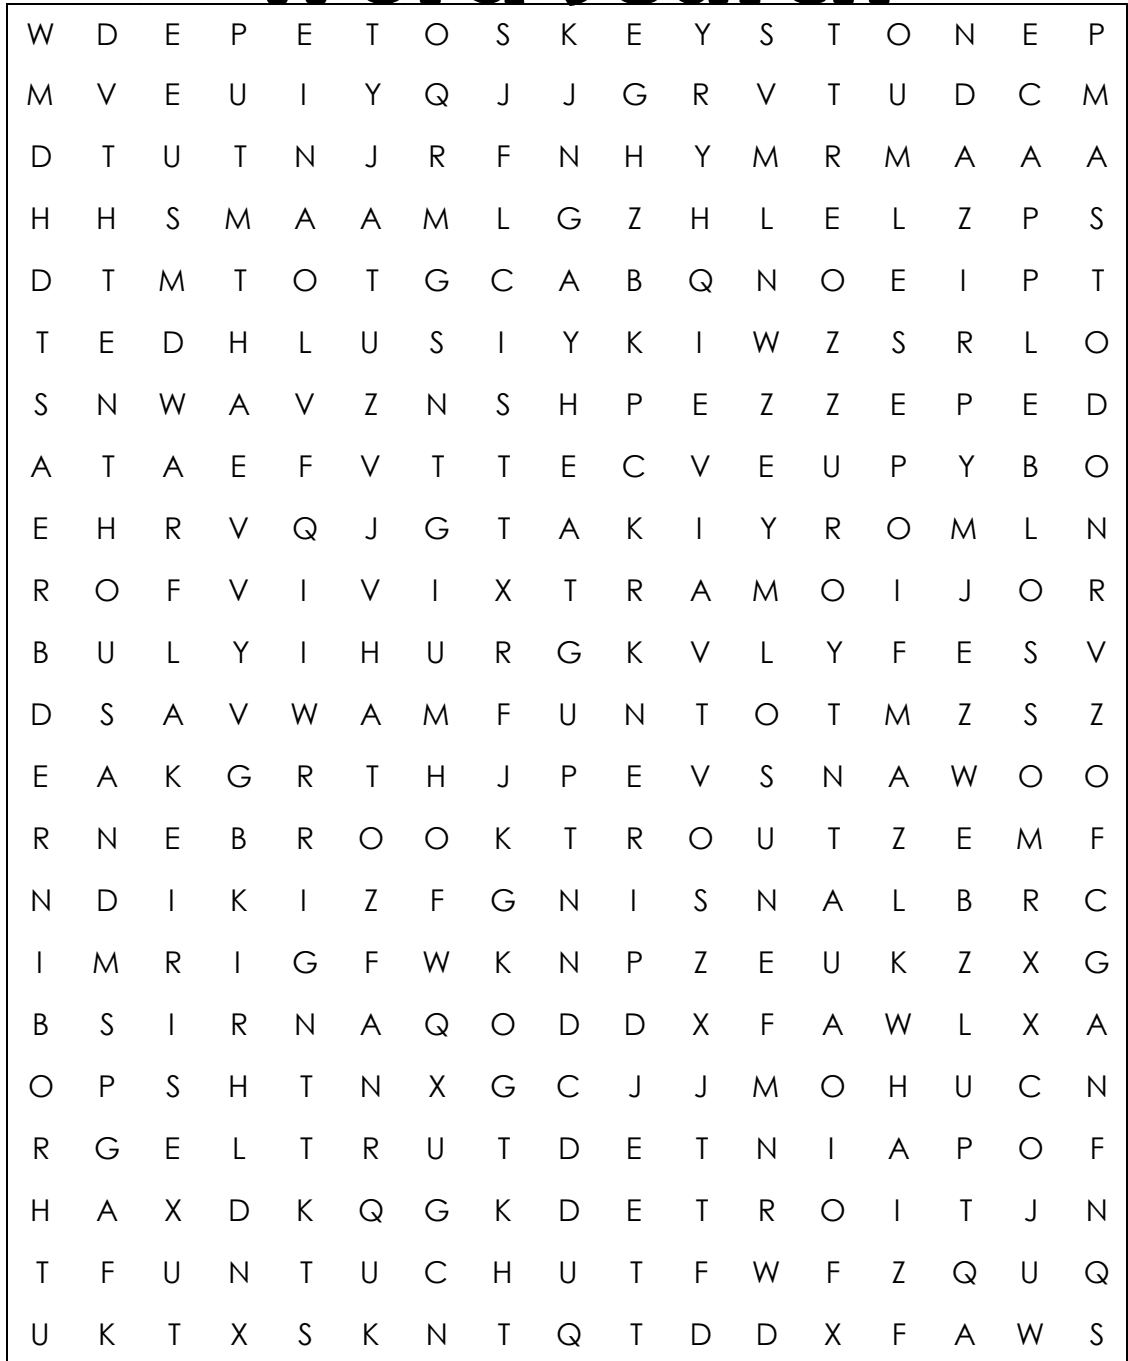 W D E P E T O S K E Y S T O N E P
M V E U I Y Q J J G R V T U D C M
D T U T N J R F N H Y M R M A A A
H H S M A A M L G Z H L E L Z P S
D T M T O T G C A B Q N O E I P T
T E D H L U S I Y K I W Z S R L O
S N W A V Z N S H P E Z Z E P E D
A T A E F V T T E C V E U P Y B O
E H R V Q J G T A K I Y R O M L N
R O F V I V I X T R A M O I J O R
B U L Y I H U R G K V L Y F E S V
D S A V W A M F U N T O T M Z S Z
E A K G R T H J P E V S N A W O O
R N E B R O O K T R O U T Z E M F
N D I K I Z F G N I S N A L B R C
I M R I G F W K N P Z E U K Z X G
B S I R N A Q O D D X F A W L X A
O P S H T N X G C J J M O H U C N
R G E L T R U T D E T N I A P O F
H A X D K Q G K D E T R O I T J N
T F U N T U C H U T F W F Z Q U Q
U K T X S K N T Q T D D X F A W S